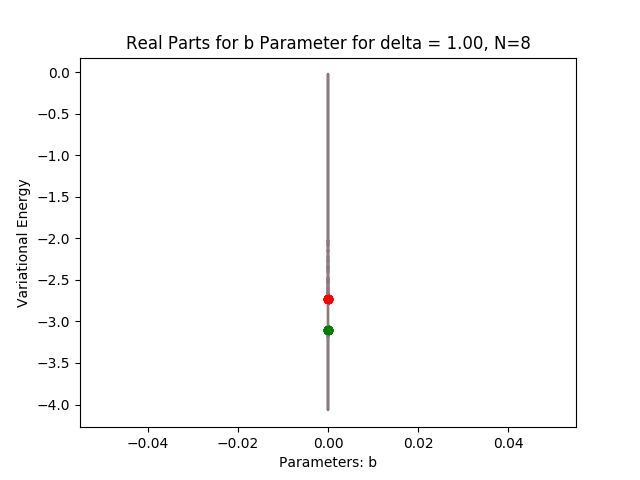 Real Parts for b Parameter for delta = 1.00, N=8
Variational Energy
0.0
−0.5
−1.0
−1.5
−2.0
−2.5
−3.0
−3.5
−4.0
−0.04 −0.02 0.00 0.02 0.04
Parameters: b